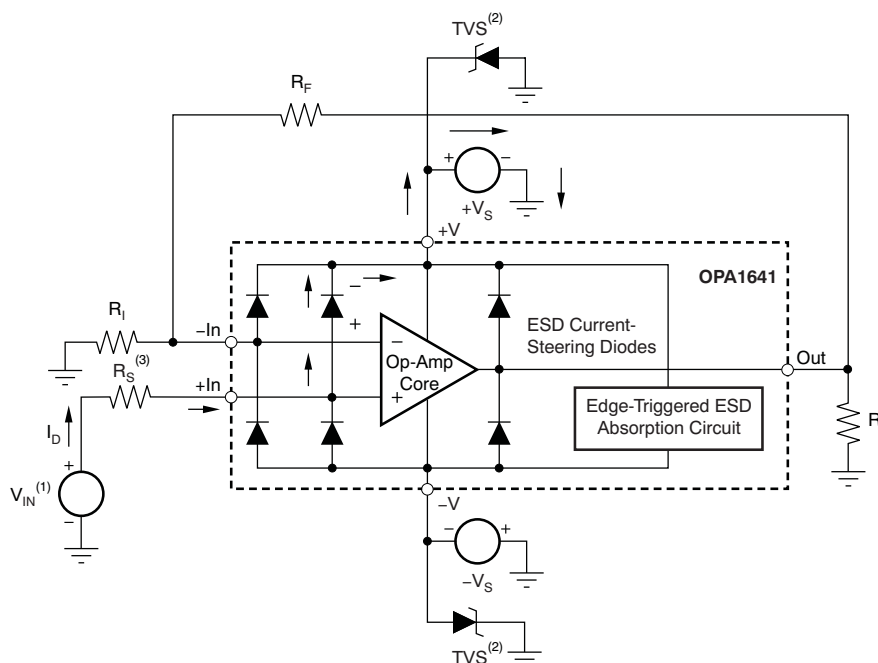 TVS(2)
RF
+ −
+VS
+V
OPA1641
RI
−In
−
+
−
Op-Amp
Core
+
ESD Current-
Steering Diodes
Out
RS(3)
+In
Edge-Triggered ESD
Absorption Circuit
R
ID
+
VIN(1)
−
−V
− +
−VS
TVS(2)